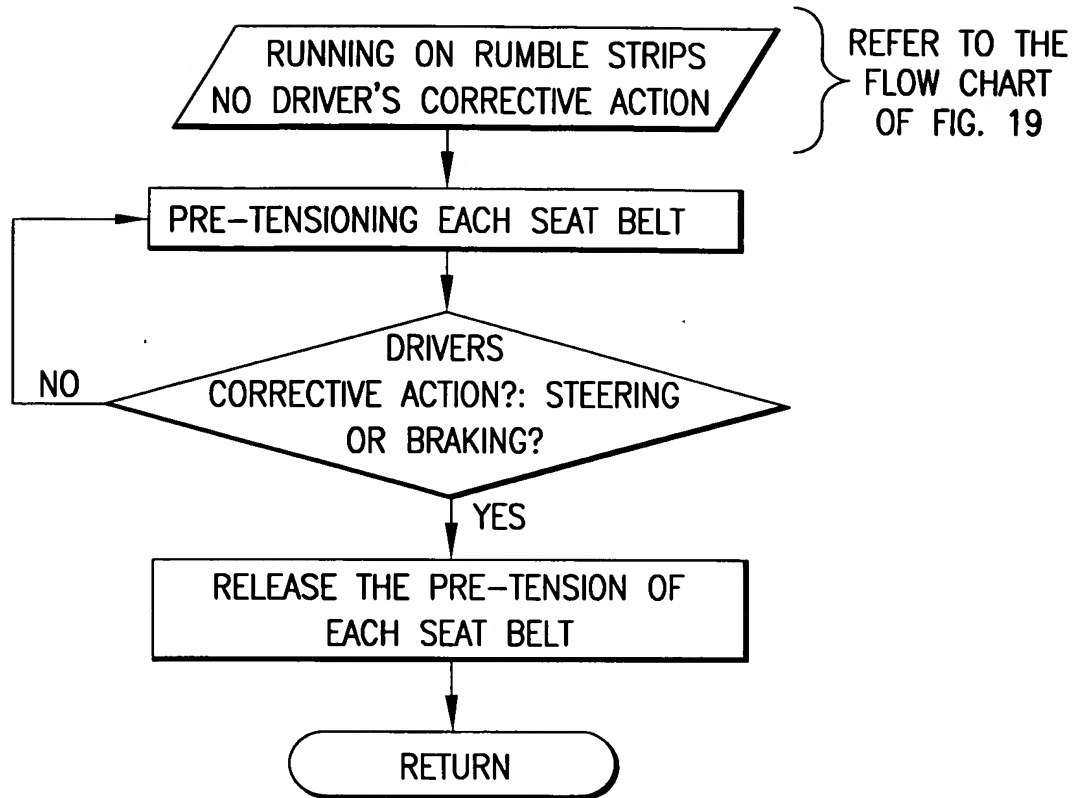 RUNNING ON RUMBLE STRIPS
NO DRIVER'S CORRECTIVE ACTION
REFER TO THE
FLOW CHART
OF FIG. 19
PRE-TENSIONING EACH SEAT BELT
DRIVERS
CORRECTIVE ACTION?: STEERING
OR BRAKING?
NO
YES
RELEASE THE PRE-TENSION OF
EACH SEAT BELT
RETURN